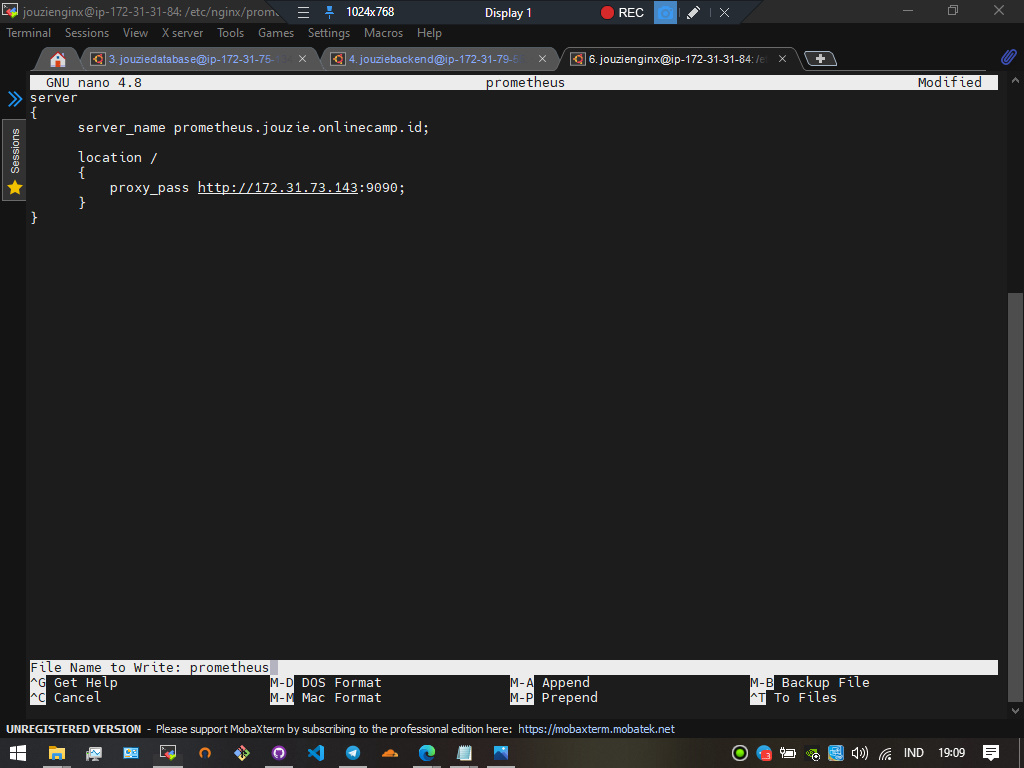 jouzienginx@ip-172-31-31-84: /etc/nginx/prom
1024x768
Display 1
REC
Terminal Sessions View X server Tools Games Settings Macros Help
3. jouziedatabase@ip-172-31-75-
4. jouziebackend@ip-172-31-79-
6. jouzienginx@ip-172-31-31-84: /e
GNU nano 4.8 prometheus Modified
server
{
server_name prometheus.jouzie.onlinecamp.id;
location /
{
proxy_pass http://172.31.73.143:9090;
}
}
Sessions
File Name to Write: prometheus
^G Get Help M-D DOS Format M-A Append M-B Backup File
^C Cancel M-M Mac Format M-P Prepend ^T To Files
UNREGISTERED VERSION - Please support MobaXterm by subscribing to the professional edition here: https://mobaxterm.mobatek.net
IND 19:09